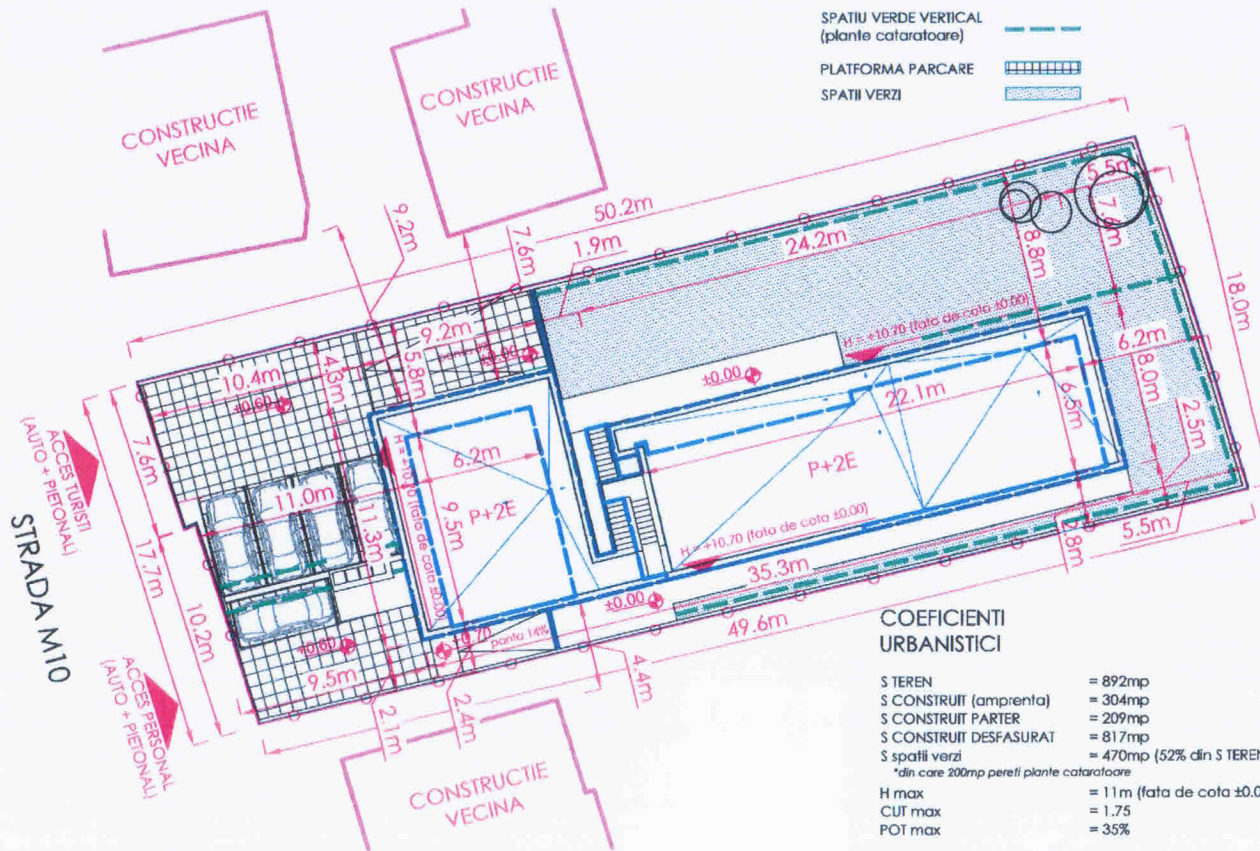 SPATIU VERDE VERTICAL
(plante cataratoare)
PLATFORMA PARCARE
SPATII VERZI
CONSTRUCTIE
VECINA
CONSTRUCTIE
VECINA
9.2m
50.2m
7.6m
1.9m
24.2m
5.5m
8.8m
18.0m
9.2m
5.8m
±0.00
4.3m
10.4m
±0.60
H = +10.70 (fata de cota ±0.00)
±0.00
6.2m
8.0m
2.5m
22.1m
6.5m
ACCES TURISTI
(AUTO + PIETONAL)
7.6m
11.0m
6.2m
9.5m
11.3m
P+2E
P+2E
H = +10.70 (fata de cota ±0.00)
STRADA M10
17.7m
10.2m
35.3m
2.8m
5.5m
±0.00
49.6m
±0.60
panta 14%
9.5m
2.1m
2.4m
4.4m
ACCES PERSONAL
(AUTO + PIETONAL)
CONSTRUCTIE
VECINA
COEFICIENTI
URBANISTICI
S TEREN = 892mp
S CONSTRUIT (amprenta) = 304mp
S CONSTRUIT PARTER = 209mp
S CONSTRUIT DESFASURAT = 817mp
S spatii verzi = 470mp (52% din S TEREN
*din care 200mp pereti plante cataratoare
H max = 11m (fata de cota ±0.0
CUT max = 1.75
POT max = 35%